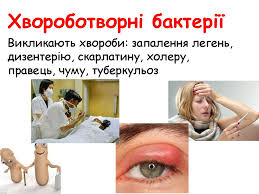 Хвороботворні бактерії
Викликають хвороби: запалення легень,
дизентерію, скарлатину, холеру,
правець, чуму, туберкульоз